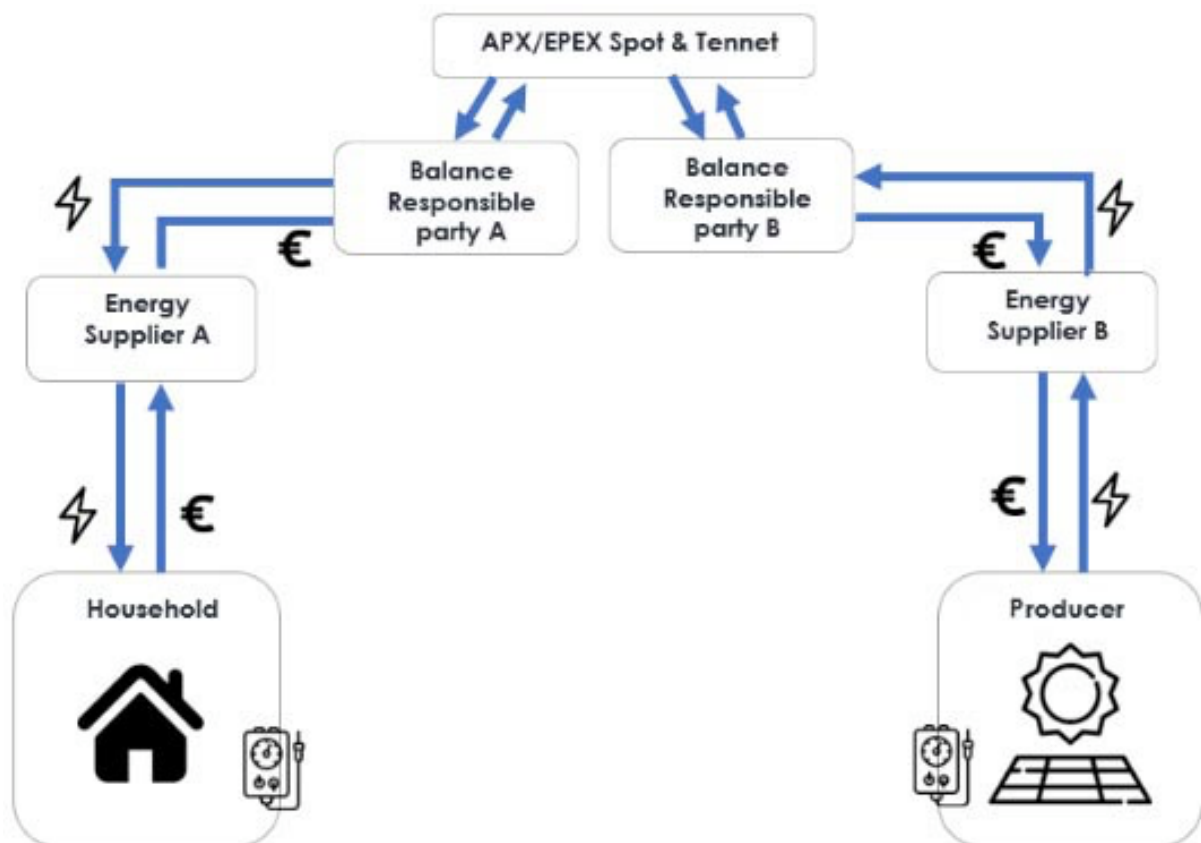 APX/EPEX Spot & Tennet
Balance
Responsible
party A
Balance
Responsible
party B
€
€
Energy
Supplier A
Energy
Supplier B
€
€
Household
Producer